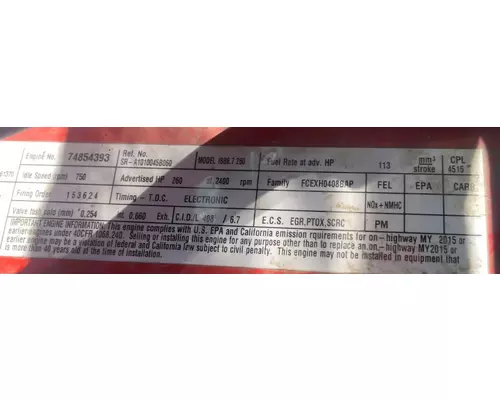 Engine No. 74854393 Ref. No. SR-A10100458060 MODEL ISB6.7 250 Fuel Rate at adv. HP 113 mm³ stroke CPL 4515
Idle Speed (rpm) 750 Advertised HP 260 at 2400 rpm Family FCEXH0408BAP FEL EPA CARB
Firing Order 153624 Timing - T.D.C. ELECTRONIC NOx+NMHC
Valve lash cold (mm) 0.254 0.660 Exh. C.I.D./L 408 / 6.7 E.C.S. EGR,PTOX,SCRC PM
IMPORTANT ENGINE INFORMATION: This engine complies with U.S. EPA and California emission rquirements for on-highway MY 2015 or
earlier engines under 40CFR 1068.240. Selling or installing this engine for any purpose other than to replace an on-highway MY2015 or
earlier engine may be a violation of federal and California law subject to civil penalty. This engine may not be installed in equipment that
is more than 40 years old at the time of installation.